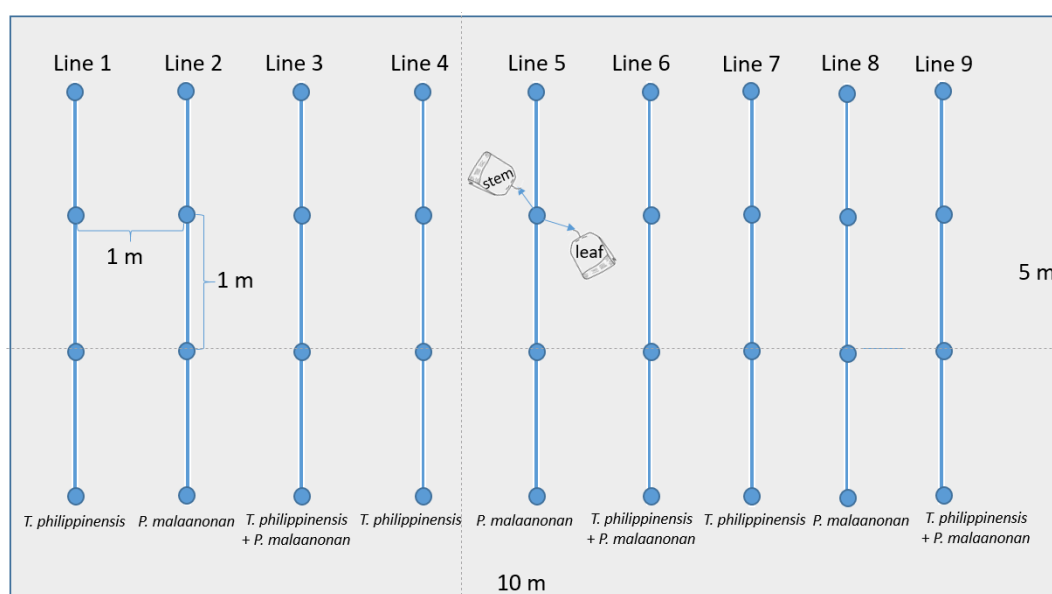 Line 1 Line 2 Line 3 Line 4 Line 5 Line 6 Line 7 Line 8 Line 9
stem
leaf
1 m
1 m
5 m
T. philippinensis
P. malaanonan
T. philippinensis
+ P. malaanonan
T. philippinensis
P. malaanonan
T. philippinensis
+ P. malaanonan
T. philippinensis
P. malaanonan
T. philippinensis
+ P. malaanonan
10 m